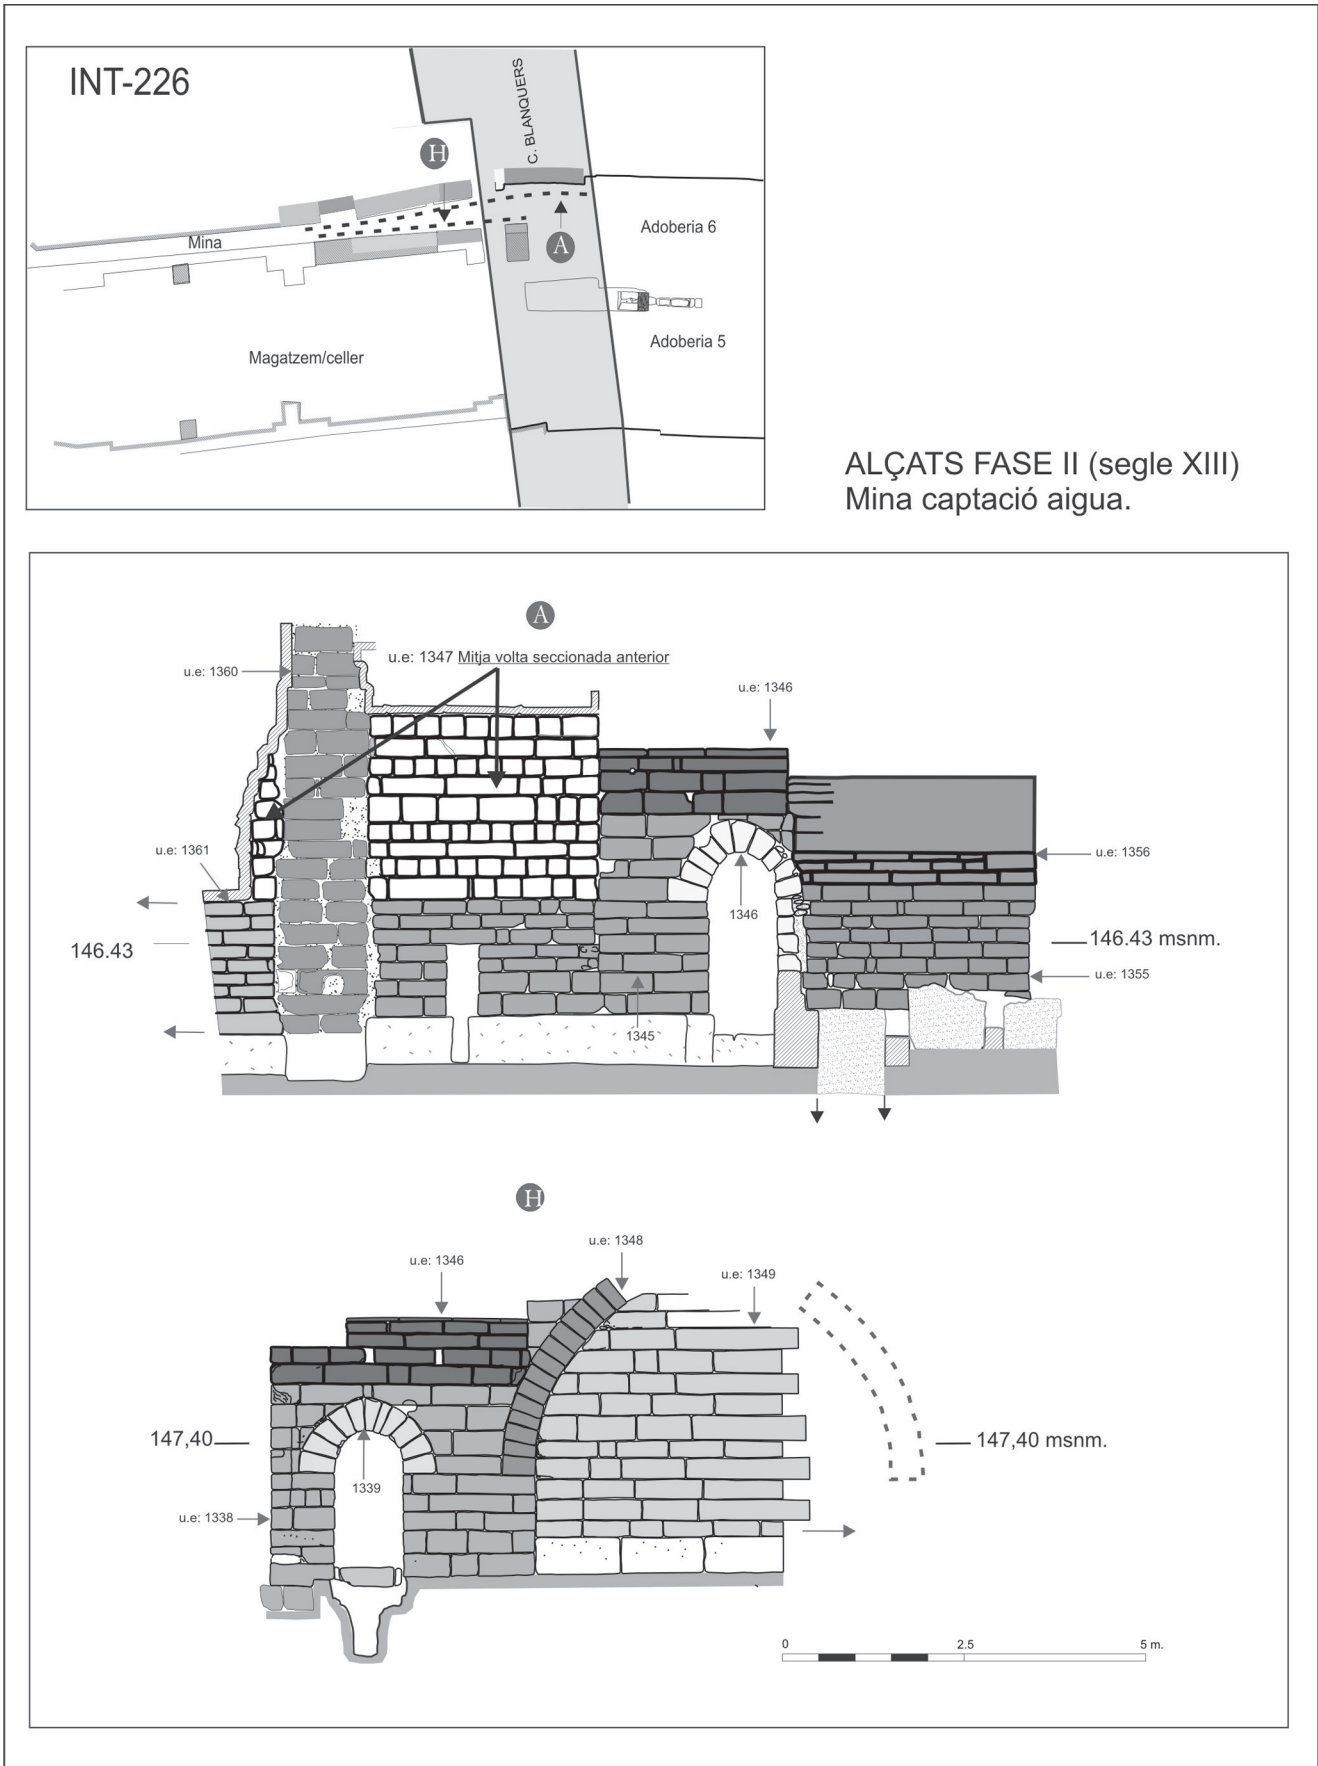 INT-226
C. BLANQUERS
H
Mina
A
Adoberia 6
Adoberia 5
Magatzem/celler
ALÇATS FASE II (segle XIII)
Mina captació aigua.
A
u.e: 1360
u.e: 1347 Mitja volta seccionada anterior
u.e: 1346
u.e: 1361
u.e: 1356
1346
146.43
146.43 msnm.
u.e: 1355
1345
H
u.e: 1348
u.e: 1346
u.e: 1349
147,40
147,40 msnm.
1339
u.e: 1338
0 2.5 5 m.